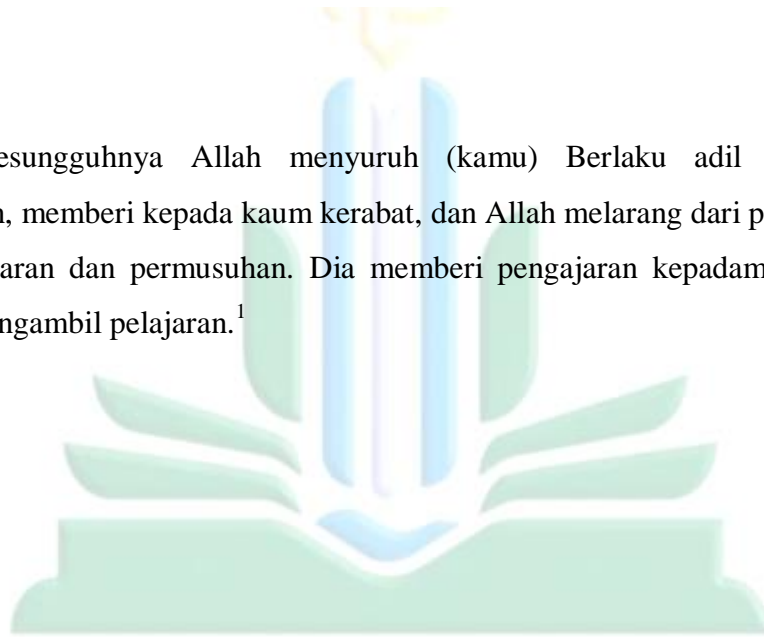 esungguhnya Allah menyuruh (kamu) Berlaku adil
n, memberi kepada kaum kerabat, dan Allah melarang dari p
aran dan permusuhan. Dia memberi pengajaran kepadam
ngambil pelajaran.1